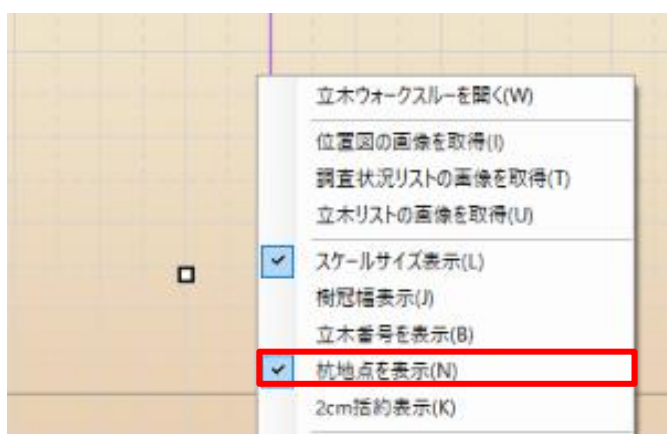 立木ウォークスルーを開く(W)
位置図の画像を取得(I)
調査状況リストの画像を取得(T)
立木リストの画像を取得(U)
スケールサイズ表示(L)
樹冠幅表示(J)
立木番号を表示(B)
杭地点を表示(N)
2cm括約表示(K)